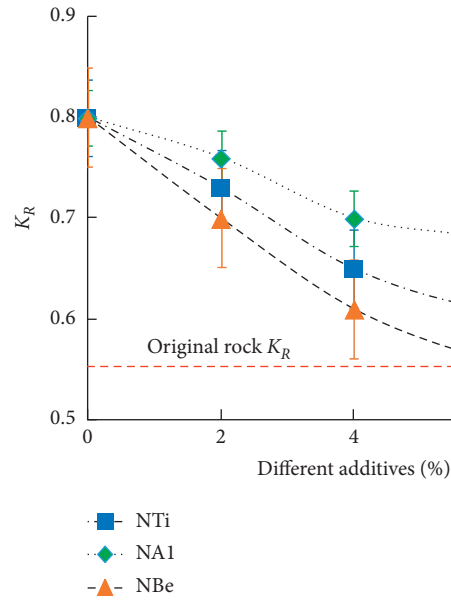 0.9
0.8
0.7
0.6
0.5
K_R
Original rock K_R
0
2
4
Different additives (%)
NTi
NA1
NBe